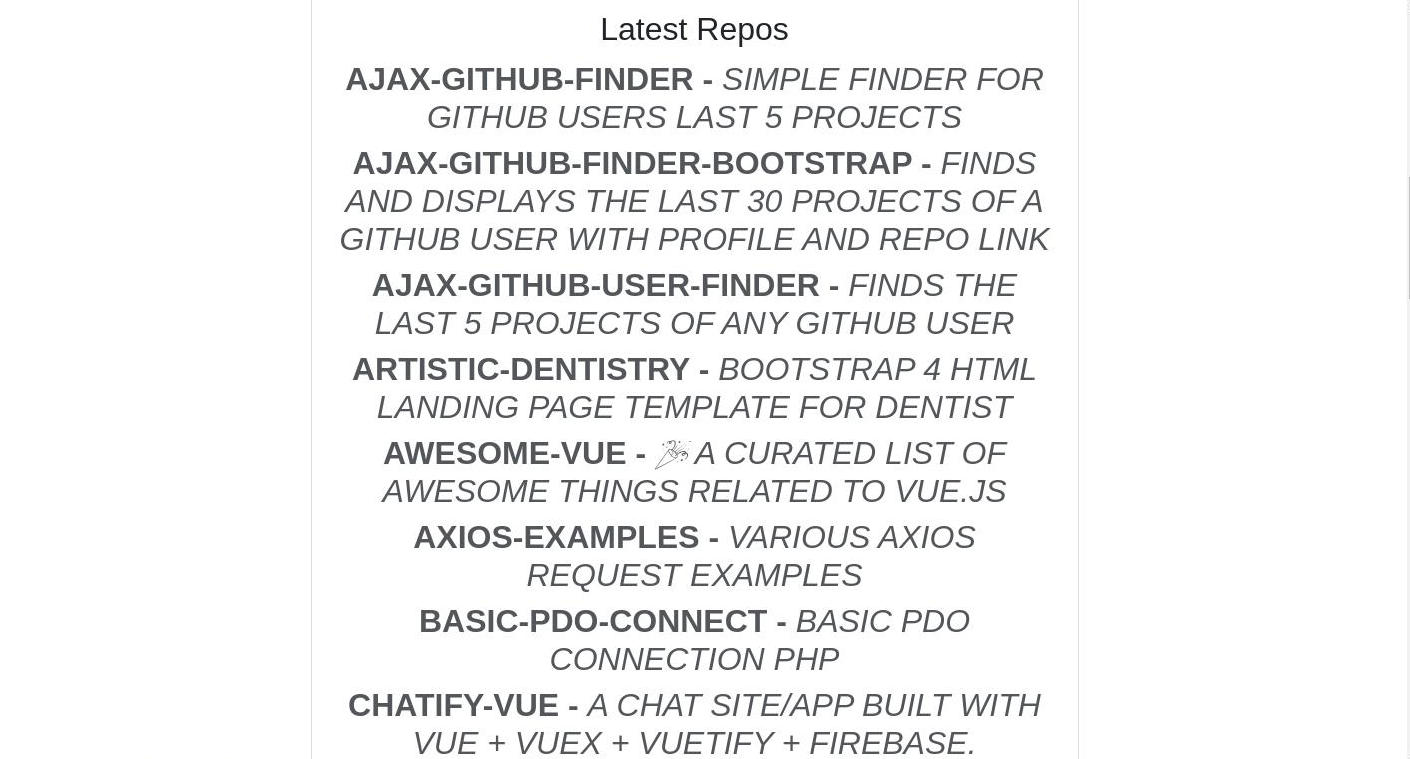 Latest Repos
AJAX-GITHUB-FINDER - SIMPLE FINDER FOR
GITHUB USERS LAST 5 PROJECTS
AJAX-GITHUB-FINDER-BOOTSTRAP - FINDS
AND DISPLAYS THE LAST 30 PROJECTS OF A
GITHUB USER WITH PROFILE AND REPO LINK
AJAX-GITHUB-USER-FINDER - FINDS THE
LAST 5 PROJECTS OF ANY GITHUB USER
ARTISTIC-DENTISTRY - BOOTSTRAP 4 HTML
LANDING PAGE TEMPLATE FOR DENTIST
AWESOME-VUE - 🎉 A CURATED LIST OF
AWESOME THINGS RELATED TO VUE.JS
AXIOS-EXAMPLES - VARIOUS AXIOS
REQUEST EXAMPLES
BASIC-PDO-CONNECT - BASIC PDO
CONNECTION PHP
CHATIFY-VUE - A CHAT SITE/APP BUILT WITH
VUE + VUEX + VUETIFY + FIREBASE.